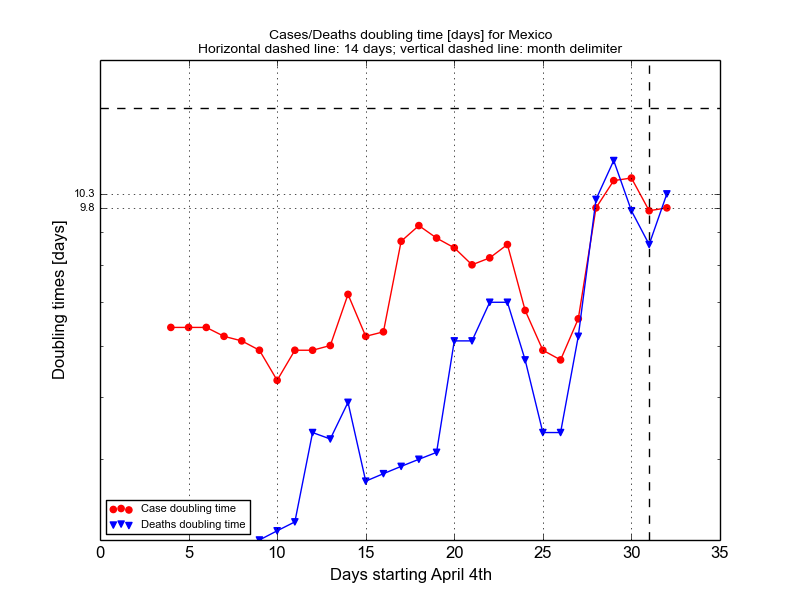 Cases/Deaths doubling time [days] for Mexico
Horizontal dashed line: 14 days; vertical dashed line: month delimiter
10.3
9.8
Doubling times [days]
Case doubling time
Deaths doubling time
0 5 10 15 20 25 30 35
Days starting April 4th